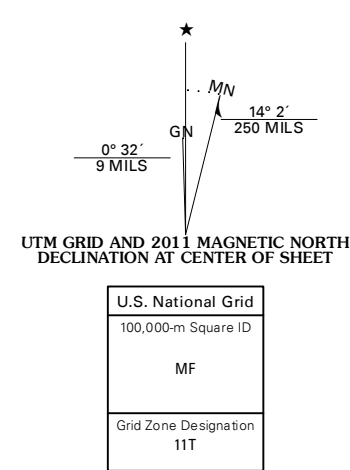 ★
MN
14° 2´
250 MILS
GN
0° 32´
9 MILS
UTM GRID AND 2011 MAGNETIC NORTH
DECLINATION AT CENTER OF SHEET
U.S. National Grid
100,000-m Square ID
MF
Grid Zone Designation
11T